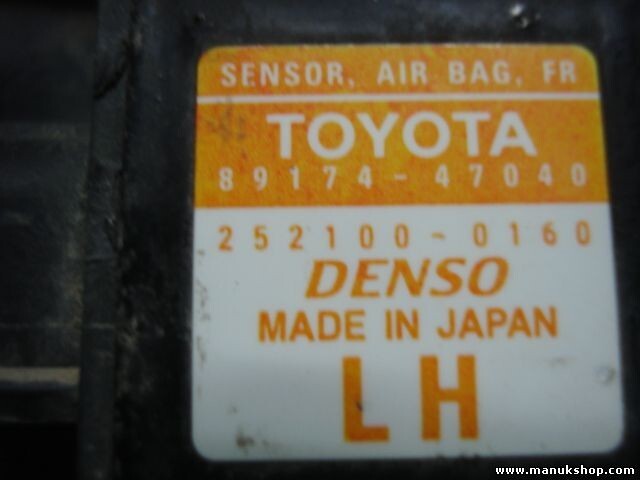 SENSOR, AIR BAG, FR
TOYOTA
89174-47040
252100-0160
DENSO
MADE IN JAPAN
LH
www.manukshop.com